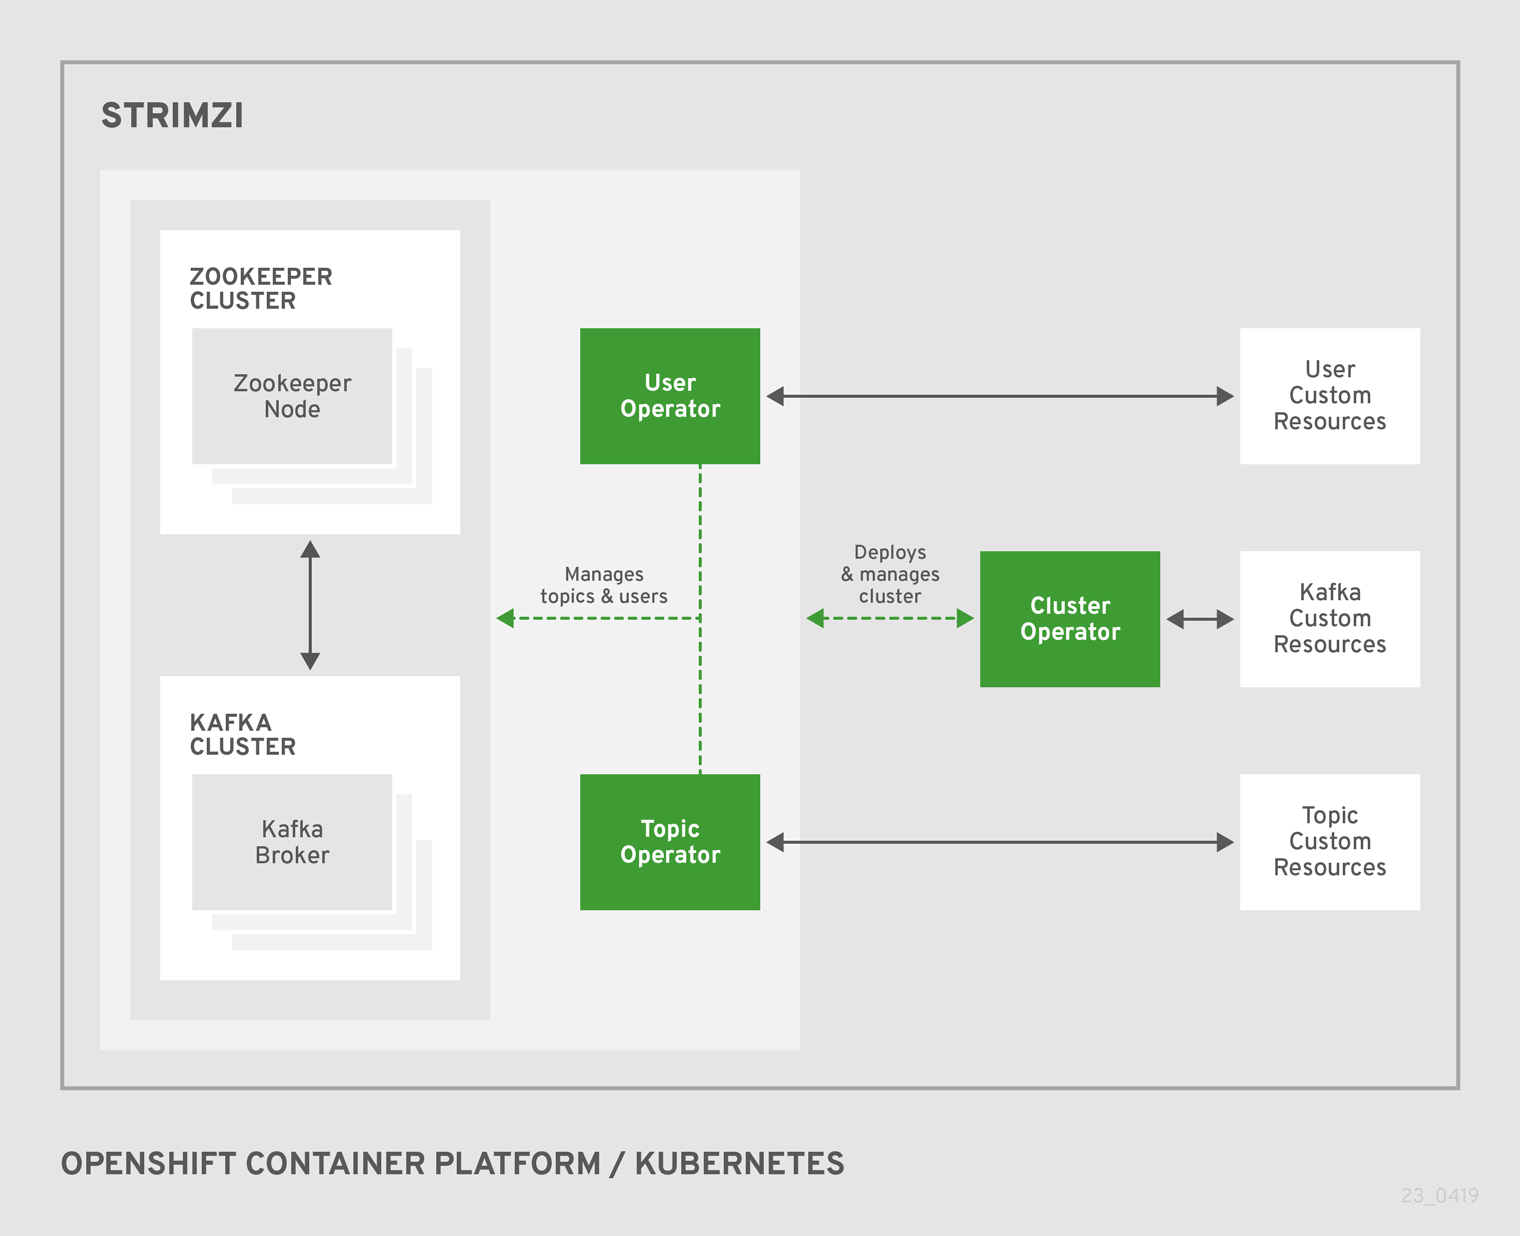 STRIMZI
ZOOKEEPER
CLUSTER
Zookeeper
Node
User
Operator
User
Custom
Resources
Manages
topics & users
Deploys
& manages
cluster
Cluster
Operator
Kafka
Custom
Resources
KAFKA
CLUSTER
Kafka
Broker
Topic
Operator
Topic
Custom
Resources
OPENSHIFT CONTAINER PLATFORM / KUBERNETES
23_0419